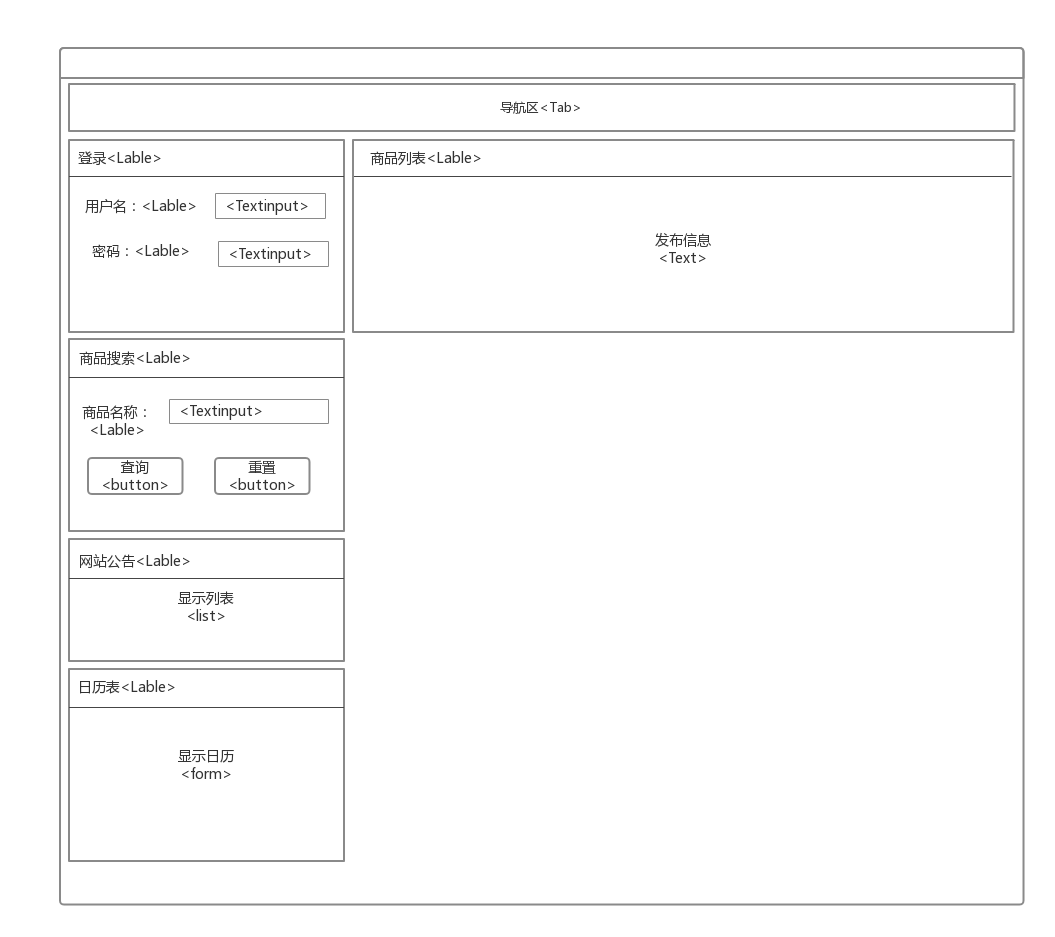 导航区<Tab>
登录<Lable>
用户名：<Lable>
<Textinput>
密码：<Lable>
<Textinput>
商品列表<Lable>
发布信息
<Text>
商品搜索<Lable>
商品名称：
<Lable>
<Textinput>
查询
<button>
重置
<button>
网站公告<Lable>
显示列表
<list>
日历表<Lable>
显示日历
<form>